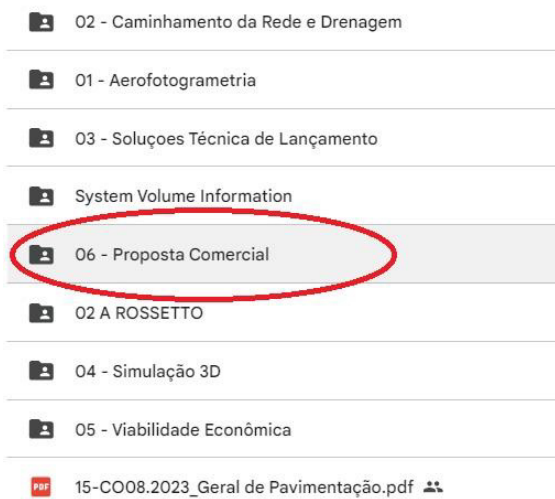 02 - Caminhamento da Rede e Drenagem
01 - Aerofotogrametria
03 - Soluçoes Técnica de Lançamento
System Volume Information
06 - Proposta Comercial
02 A ROSSETTO
04 - Simulação 3D
05 - Viabilidade Econômica
PDF 15-CO08.2023_Geral de Pavimentação.pdf